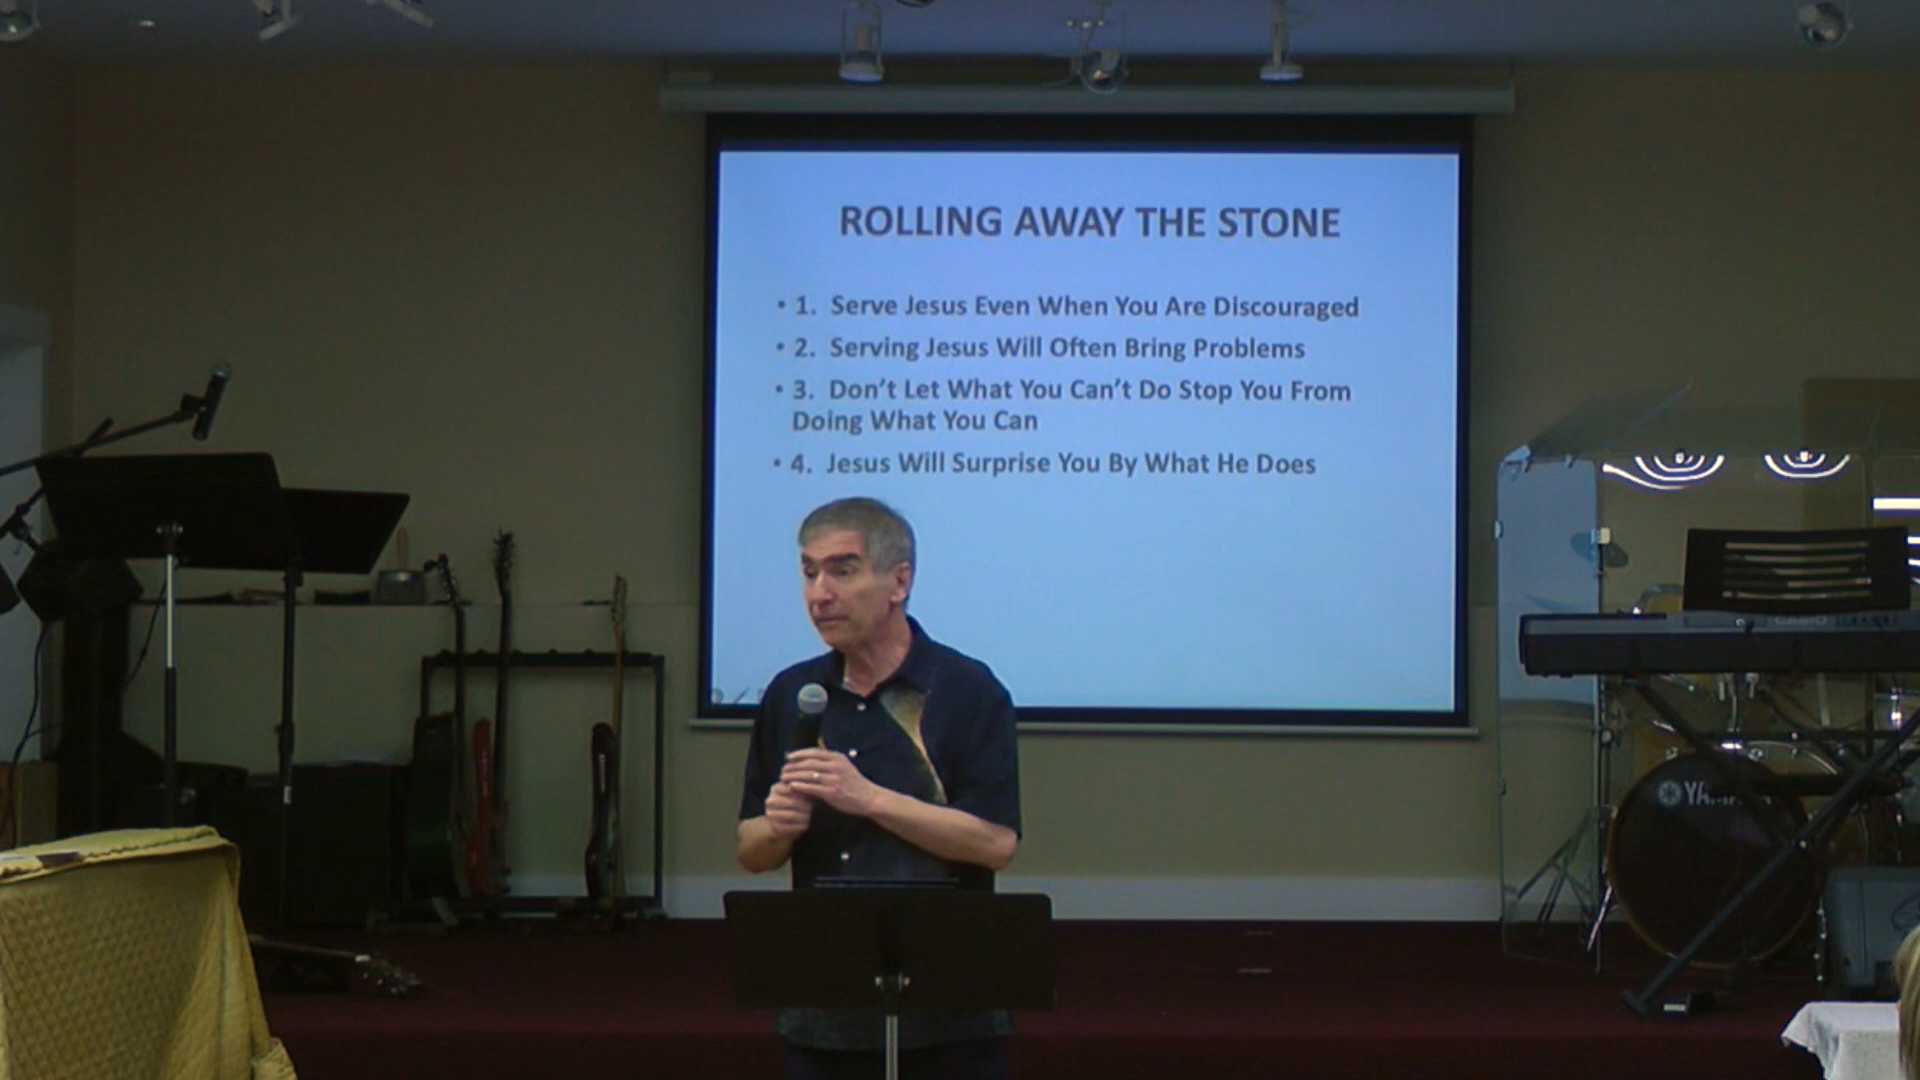 ROLLING AWAY THE STONE
• 1. Serve Jesus Even When You Are Discouraged
• 2. Serving Jesus Will Often Bring Problems
• 3. Don't Let What You Can't Do Stop You From
Doing What You Can
• 4. Jesus Will Surprise You By What He Does
CASIO